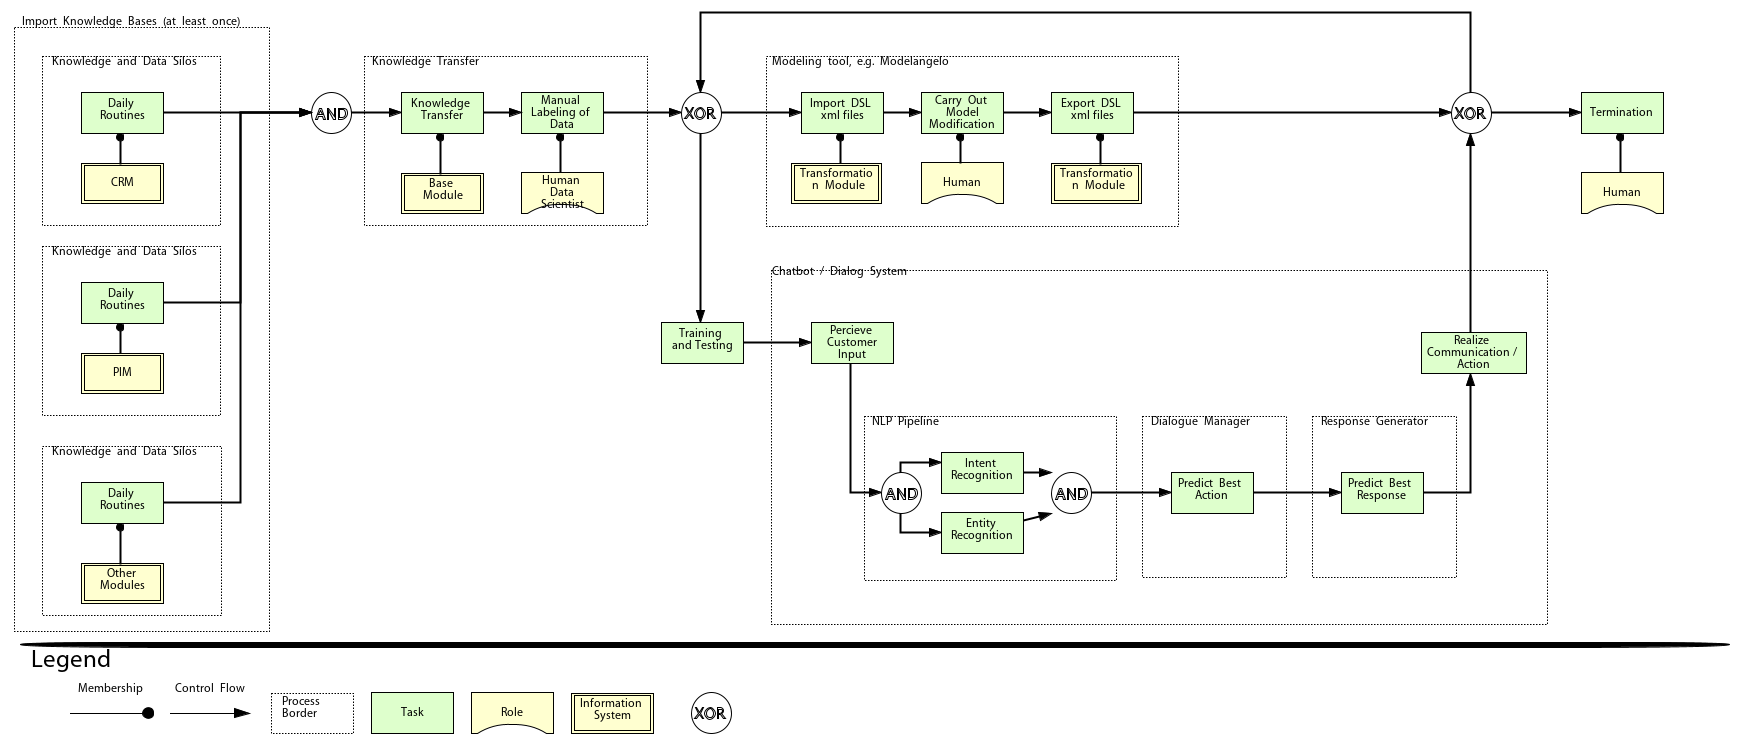 Import Knowledge Bases (at least once)
Knowledge and Data Silos
Daily
Routines
CRM
Knowledge and Data Silos
Daily
Routines
PIM
Knowledge and Data Silos
Daily
Routines
Other
Modules
AND
Knowledge Transfer
Knowledge
Transfer
Base
Module
Manual
Labeling of
Data
Human
Data
Scientist
XOR
Modeling tool, e.g. Modelangelo
Import DSL
xml files
Transformatio
n Module
Carry Out
Model
Modification
Human
Export DSL
xml files
Transformatio
n Module
XOR
Termination
Human
Training
and Testing
Chatbot / Dialog System
Percieve
Customer
Input
NLP Pipeline
AND
Intent
Recognition
Entity
Recognition
AND
Dialogue Manager
Predict Best
Action
Response Generator
Predict Best
Response
Realize
Communication /
Action
Legend
Membership
Control Flow
Process
Border
Task
Role
Information
System
XOR